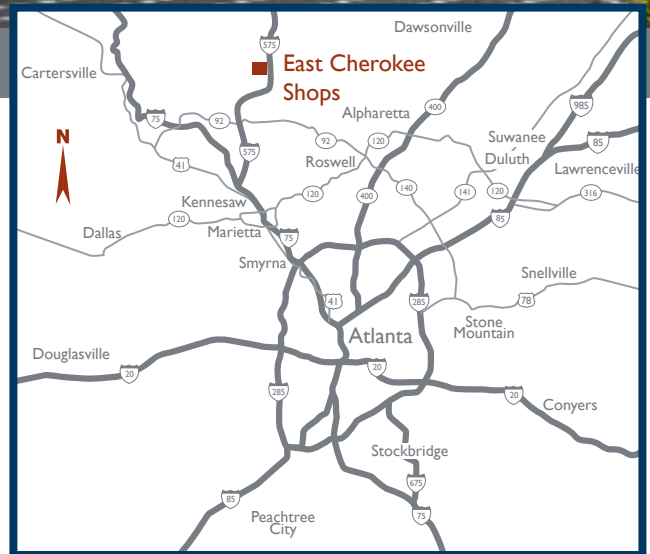 Dawsonville
575
East Cherokee
Shops
Cartersville
400
985
75
92
Alpharetta
92
120
Suwanee
85
575
Duluth
Roswell
41
Lawrenceville
N
120
400
140
141
120
316
Kennesaw
120
Marietta
85
Dallas
75
Smyrna
Snellville
41
285
78
Stone
Mountain
Atlanta
Douglasville
20
20
285
20
Conyers
Stockbridge
675
85
75
Peachtree
City